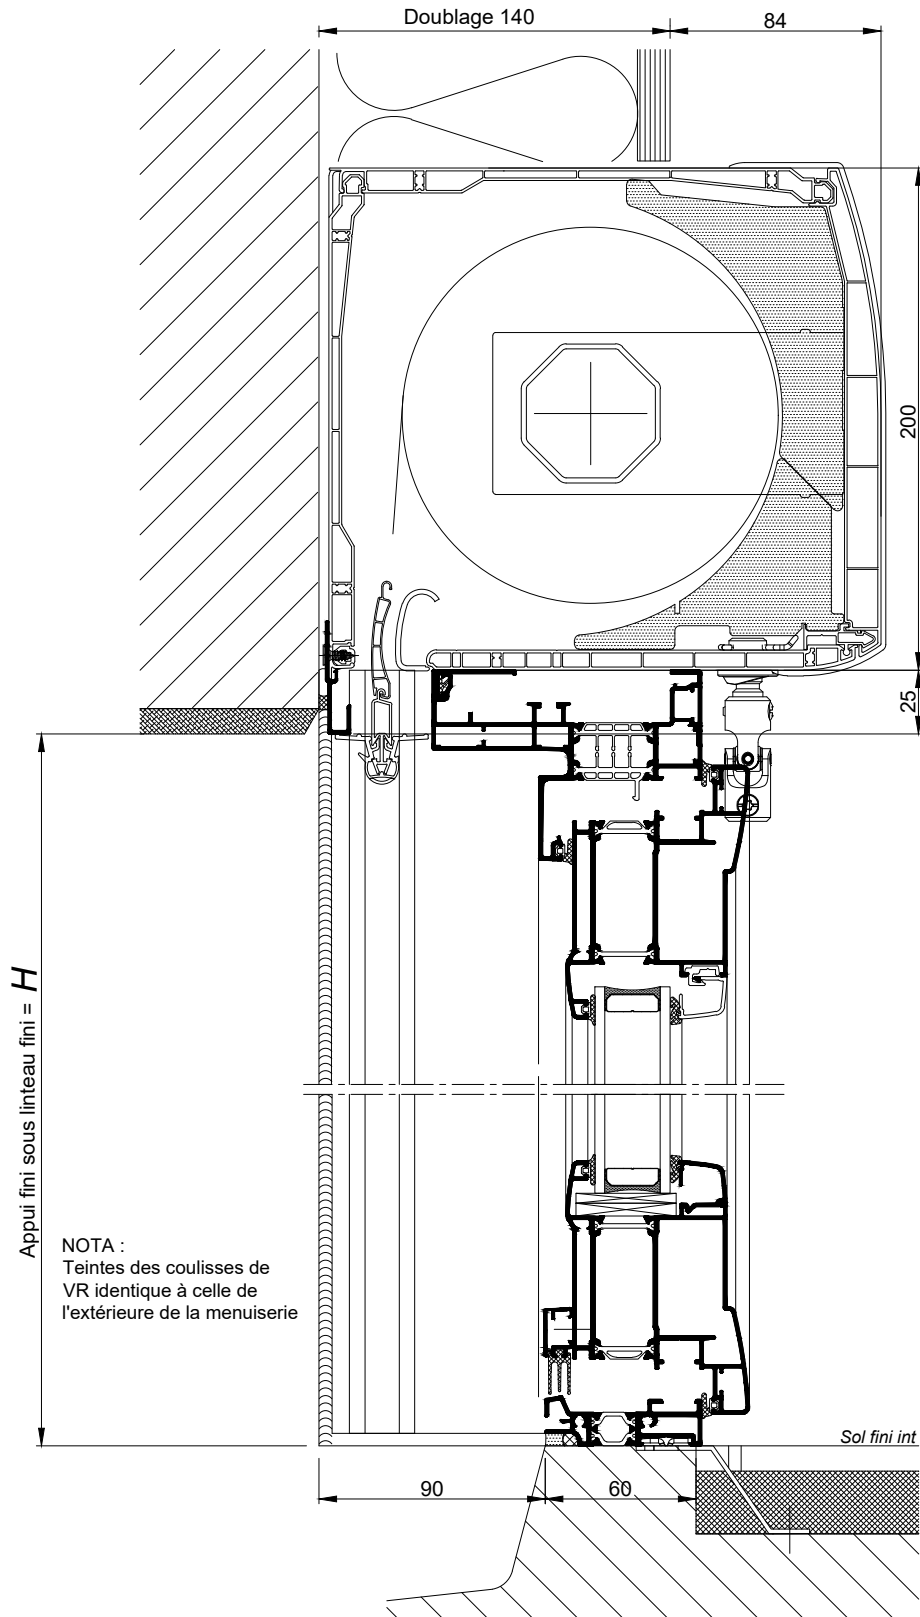 Doublage 140
84
200
25
Appui fini sous linteau fini = H
NOTA :
Teintes des coulisses de
VR identique à celle de
l'extérieure de la menuiserie
Sol fini int
90
60